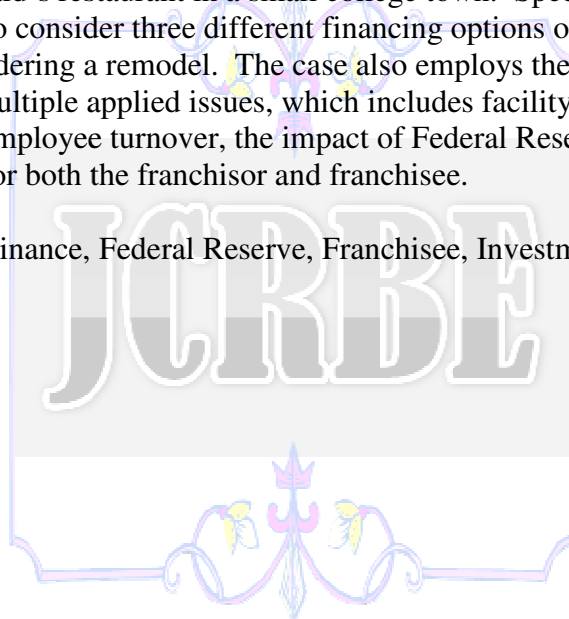 restaurant in a small college town.
o consider three different financing options o
dering a remodel. The case also employs the
ultiple applied issues, which includes facility
mployee turnover, the impact of Federal Rese
or both the franchisor and franchisee.
inance, Federal Reserve, Franchisee, Investm
JCRBE